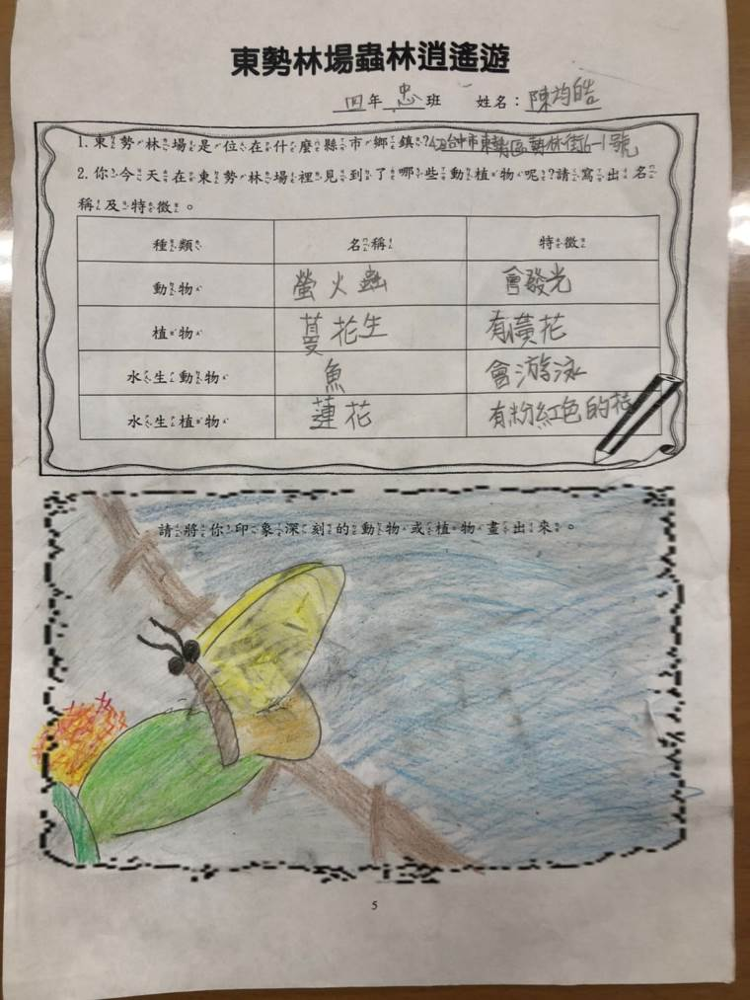 東勢林場蟲林逍遙遊
四年忠班 姓名：陳均皓
1.東勢林場是位在什麼縣市鄉鎮?台中市東勢區勢林街6-1號
2.你今天在東勢林場裡見到了哪些動植物呢?請寫出名
稱及特徵。
種類 名稱 特徵
動物 螢火蟲 會發光
植物 蔓花生 有黃花
水生動物 魚 會游泳
水生植物 蓮花 有粉紅色的花
請將你印象深刻的動物或植物畫出來。
5